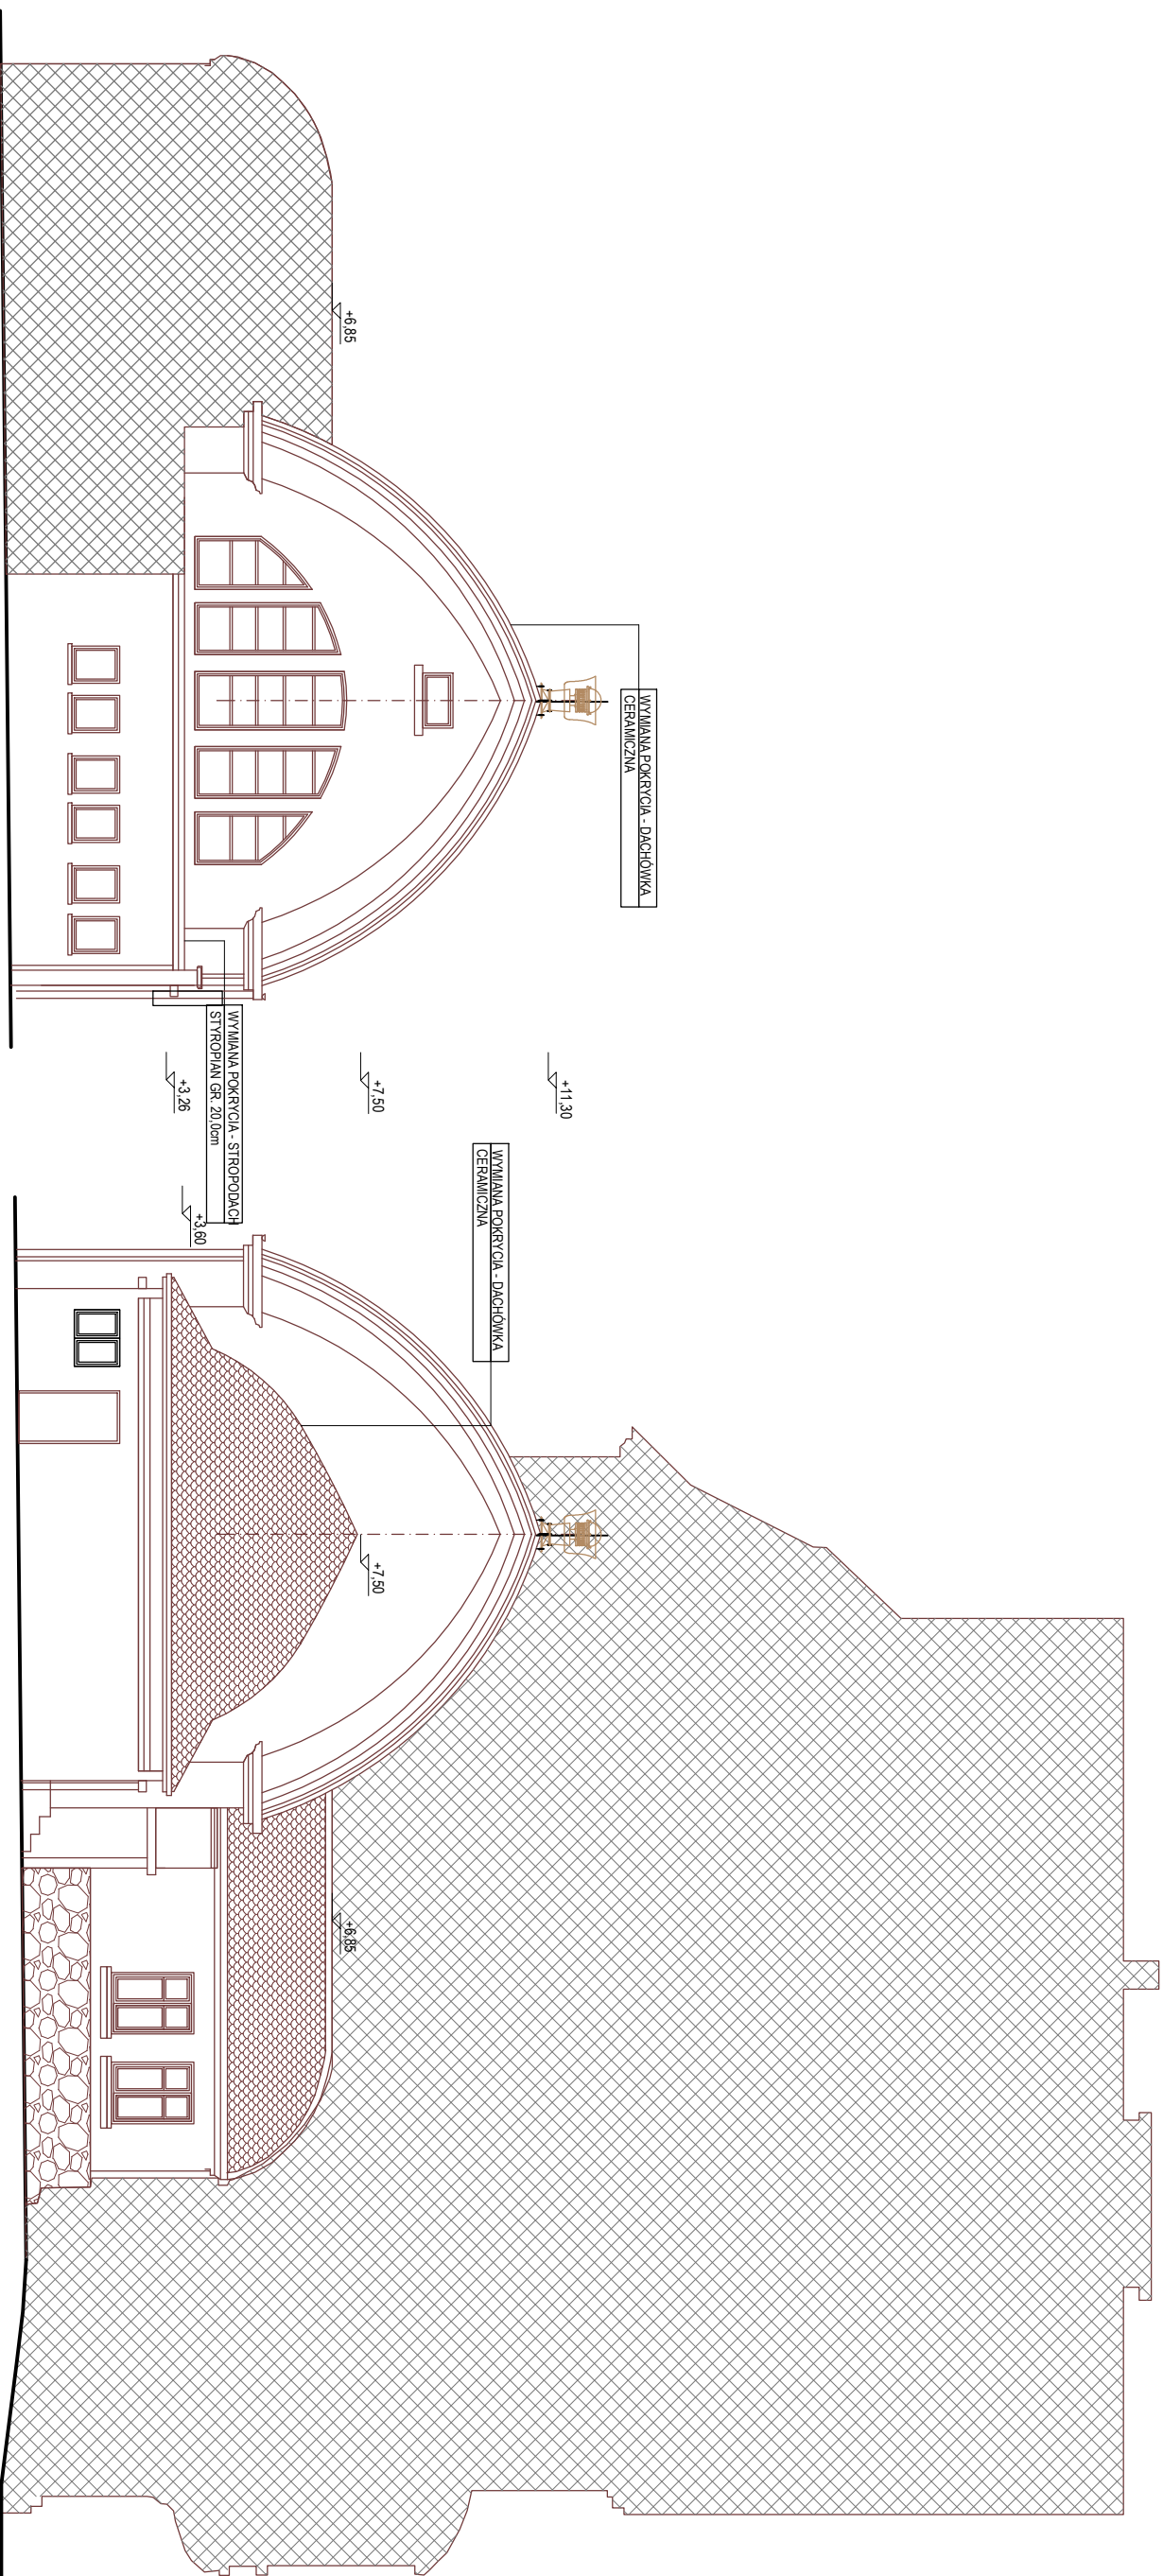 +6,85
WYMIANA POKRYCIA - DACHÓWKA
CERAMICZNA
WYMIANA POKRYCIA - STROPODACH
STYROPIAN GR. 20,0cm
+11,30
+7,50
+3,26
+3,60
WYMIANA POKRYCIA - DACHÓWKA
CERAMICZNA
+7,50
+6,85